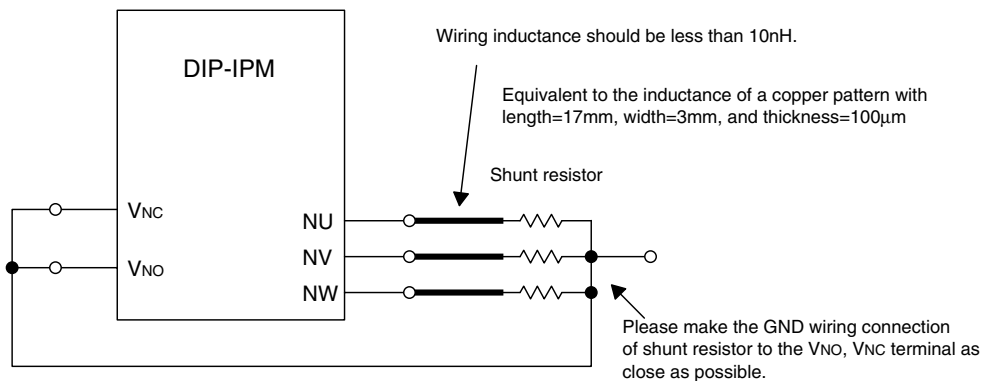 Wiring inductance should be less than 10nH.
DIP-IPM
Equivalent to the inductance of a copper pattern with
length=17mm, width=3mm, and thickness=100μm
Shunt resistor
VNC
NU
NV
VNO
NW
Please make the GND wiring connection
of shunt resistor to the VNO, VNC terminal as
close as possible.